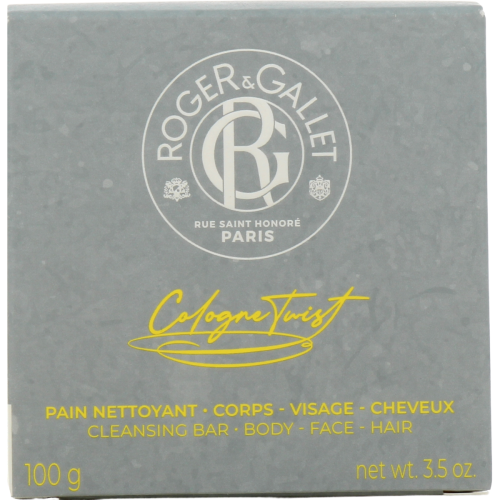 ROGER & GALLET
RG
RUE SAINT HONORÉ
PARIS
Cologne Twist
PAIN NETTOYANT • CORPS - VISAGE - CHEVEUX
CLEANSING BAR • BODY - FACE - HAIR
100 g net wt. 3.5 oz.